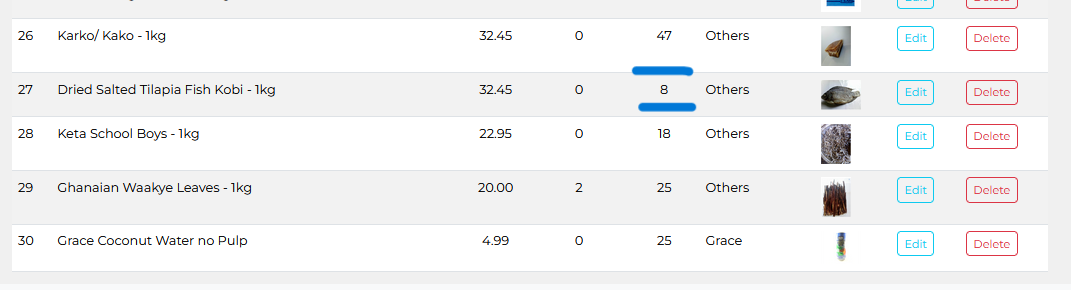 Edit Delete
26 Karko/ Kako - 1kg 32.45 0 47 Others Edit Delete
27 Dried Salted Tilapia Fish Kobi - 1kg 32.45 0 8 Others Edit Delete
28 Keta School Boys - 1kg 22.95 0 18 Others Edit Delete
29 Ghanaian Waakye Leaves - 1kg 20.00 2 25 Others Edit Delete
30 Grace Coconut Water no Pulp 4.99 0 25 Grace Edit Delete